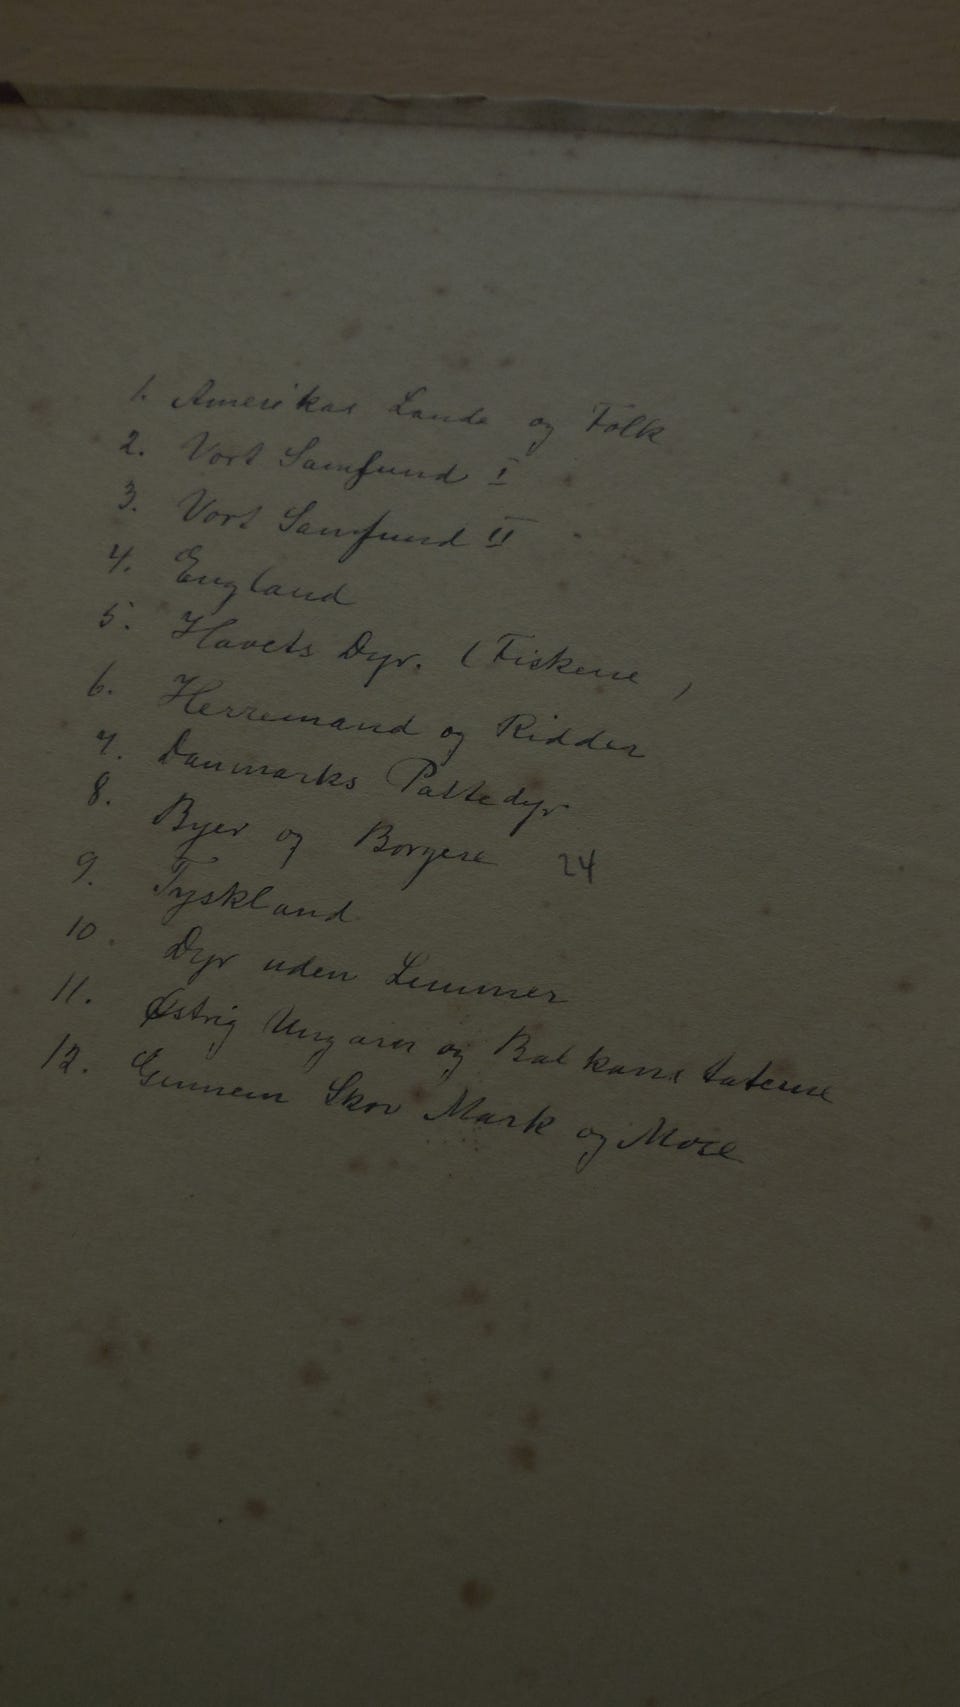 1. Amerikas Lande og Folk
2. Vort Samfund I
3. Vort Samfund II
4. England
5. Havets Dyr. (Fiskene)
6. Herremand og Ridder
7. Danmarks Pattedyr
8. Byer og Borgere 24
9. Tyskland
10. Dyr uden Lemmer
11. Østrig Ungarn og Balkanstaterne
12. Gennem Skov Mark og Mose